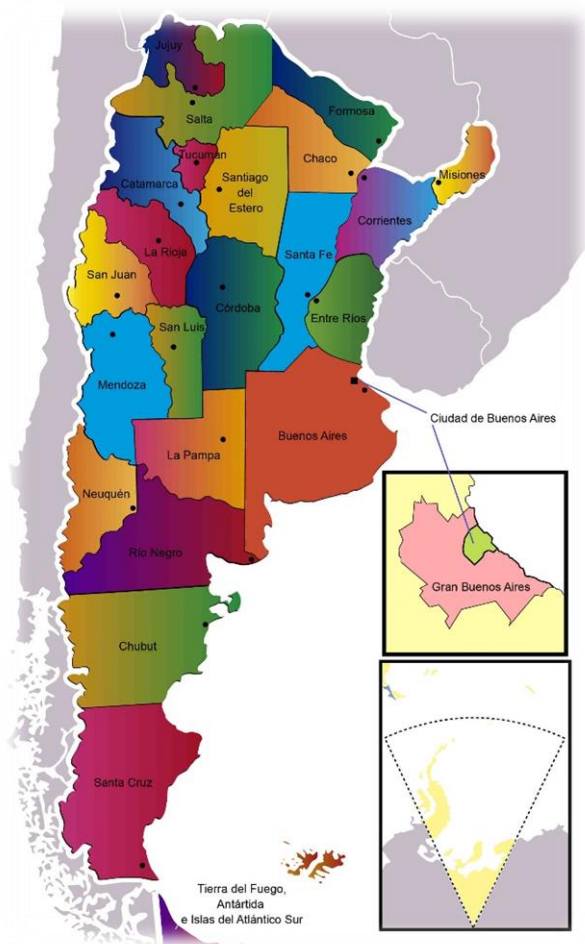 Jujuy
Formosa
Salta
Tucumán
Chaco
Misiones
Catamarca
Santiago
del
Estero
Corrientes
La Rioja
Santa Fe
San Juan
Córdoba
Entre Ríos
San Luis
Mendoza
Ciudad de Buenos Aires
Buenos Aires
La Pampa
Neuquén
Río Negro
Gran Buenos Aires
Chubut
Santa Cruz
Tierra del Fuego,
Antártida
e Islas del Atlántico Sur